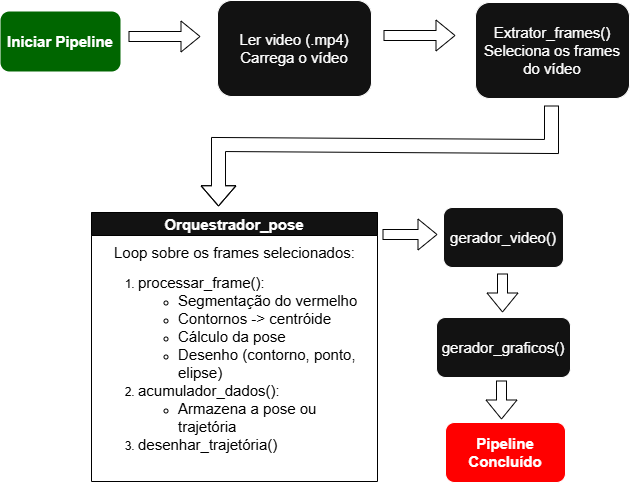 Iniciar Pipeline
Ler video (.mp4)
Carrega o vídeo
Extrator_frames()
Seleciona os frames
do vídeo
Orquestrador_pose
Loop sobre os frames selecionados:
1. processar_frame():
Segmentação do vermelho
Contornos -> centróide
Cálculo da pose
Desenho (contorno, ponto,
elipse)
2. acumulador_dados():
Armazena a pose ou
trajetória
3. desenhar_trajetória()
gerador_video()
gerador_graficos()
Pipeline
Concluído